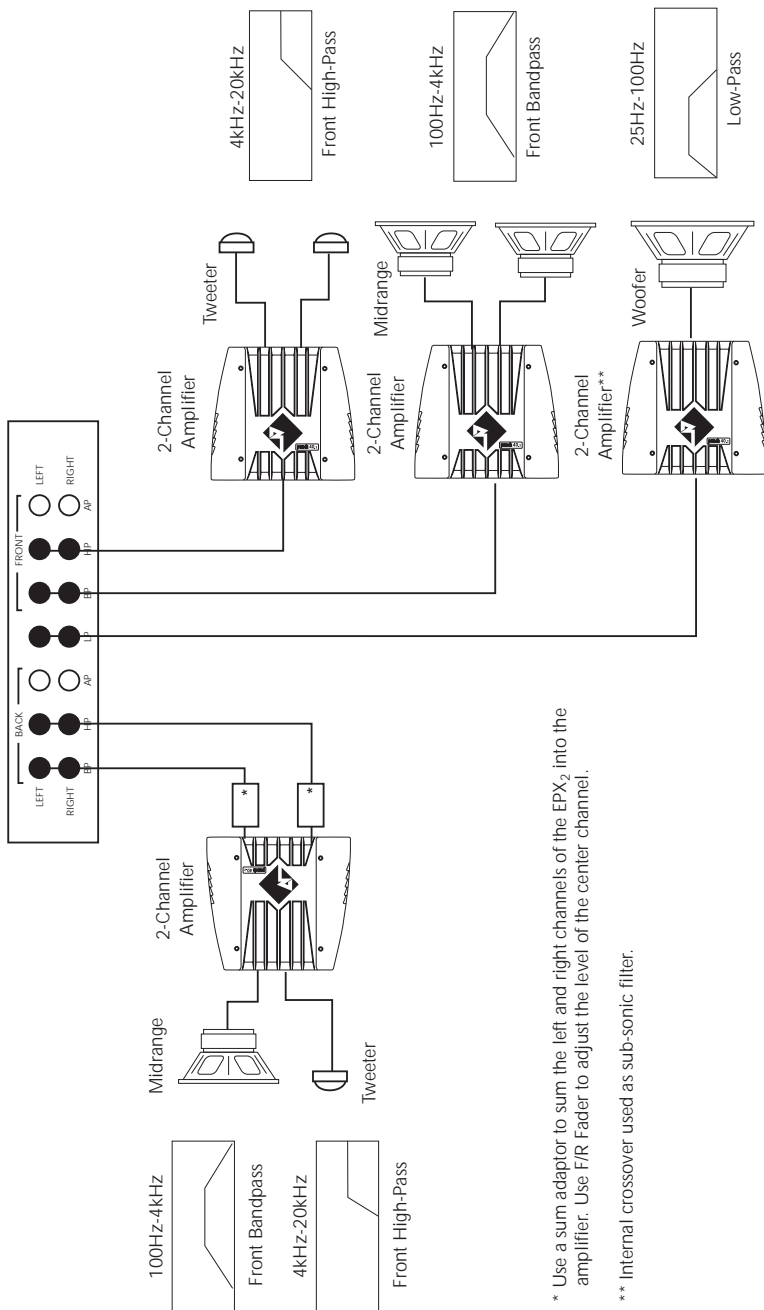 LEFT
RIGHT
BACK
FRONT
LEFT
RIGHT
BP
HP
AP
LP
BP
HP
AP
100Hz-4kHz
Front Bandpass
4kHz-20kHz
Front High-Pass
Midrange
Tweeter
2-Channel
Amplifier
*
*
2-Channel
Amplifier
Tweeter
4kHz-20kHz
Front High-Pass
2-Channel
Amplifier
Midrange
100Hz-4kHz
Front Bandpass
2-Channel
Amplifier**
Woofer
25Hz-100Hz
Low-Pass
* Use a sum adaptor to sum the left and right channels of the EPX2 into the
amplifier. Use F/R Fader to adjust the level of the center channel.
** Internal crossover used as sub-sonic filter.